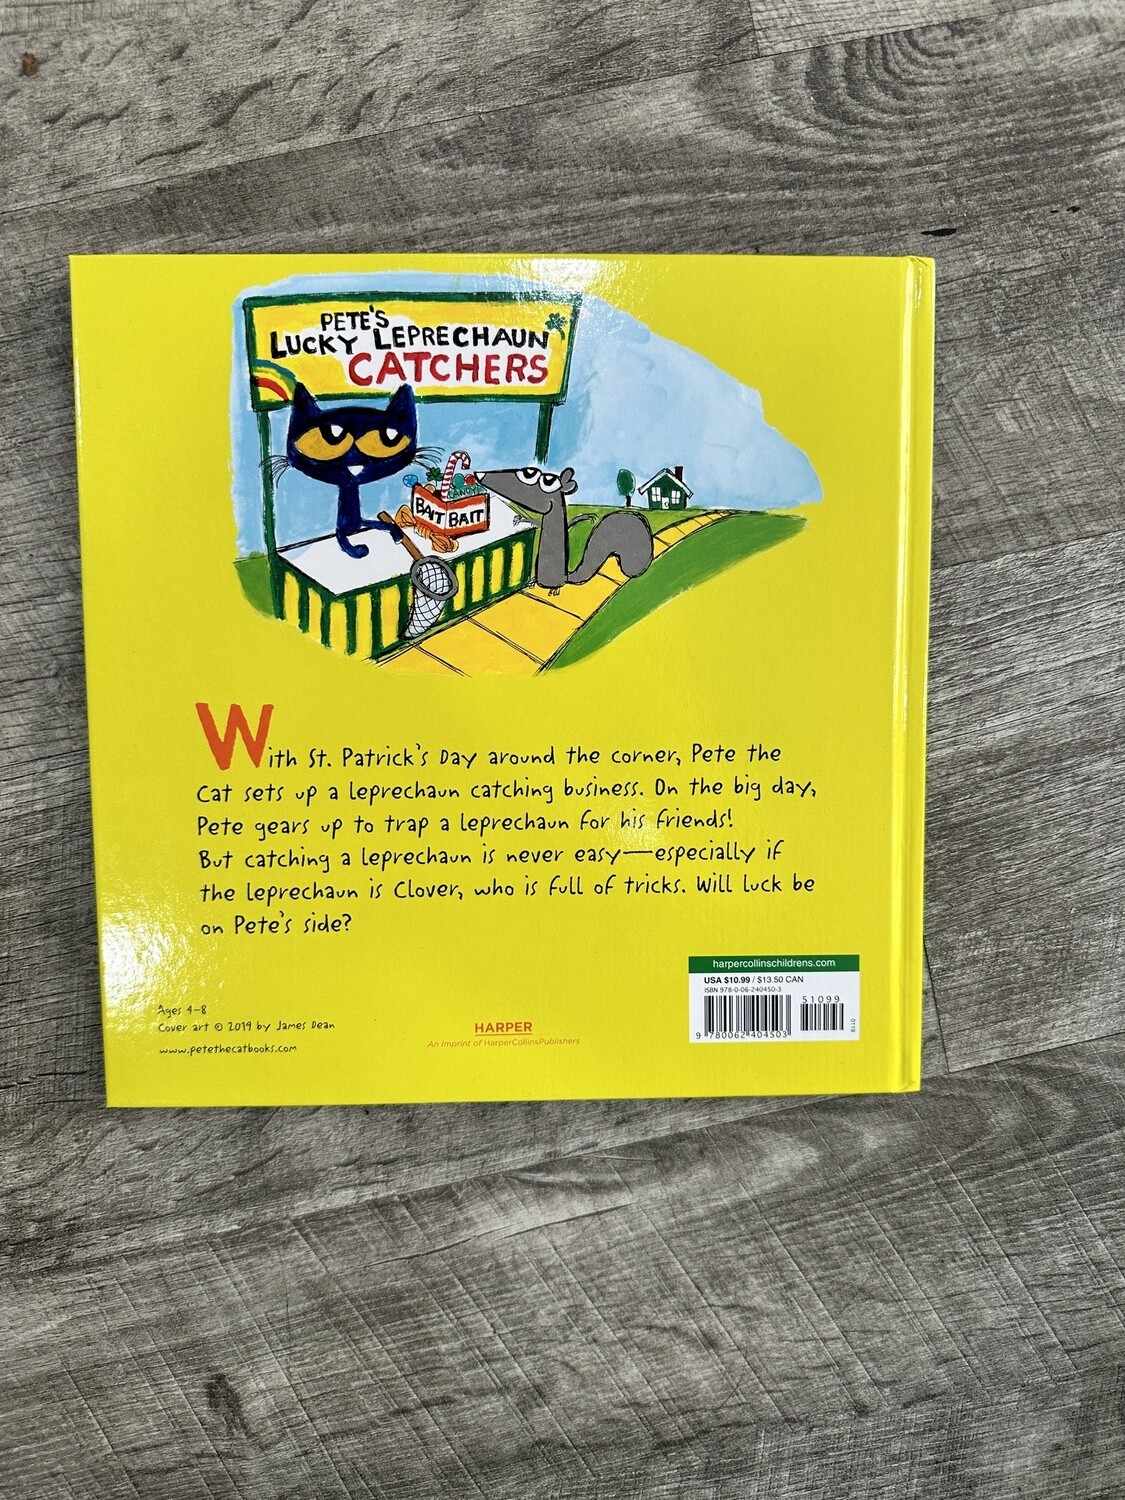 PETE'S
LUCKY LEPRECHAUN
CATCHERS
CANDY
BAIT BAIT
With St. Patrick's Day around the corner, Pete the
Cat sets up a leprechaun catching business. On the big day,
Pete gears up to trap a leprechaun for his friends!
But catching a leprechaun is never easy—especially if
the leprechaun is Clover, who is full of tricks. Will luck be
on Pete's side?
Ages 4–8
Cover art © 2019 by James Dean
www.petethecatbooks.com
HARPER
An Imprint of HarperCollinsPublishers
harpercollinschildrens.com
USA $10.99 / $13.50 CAN
ISBN 978-0-06-240450-3
51099
9 780062 404503
0119